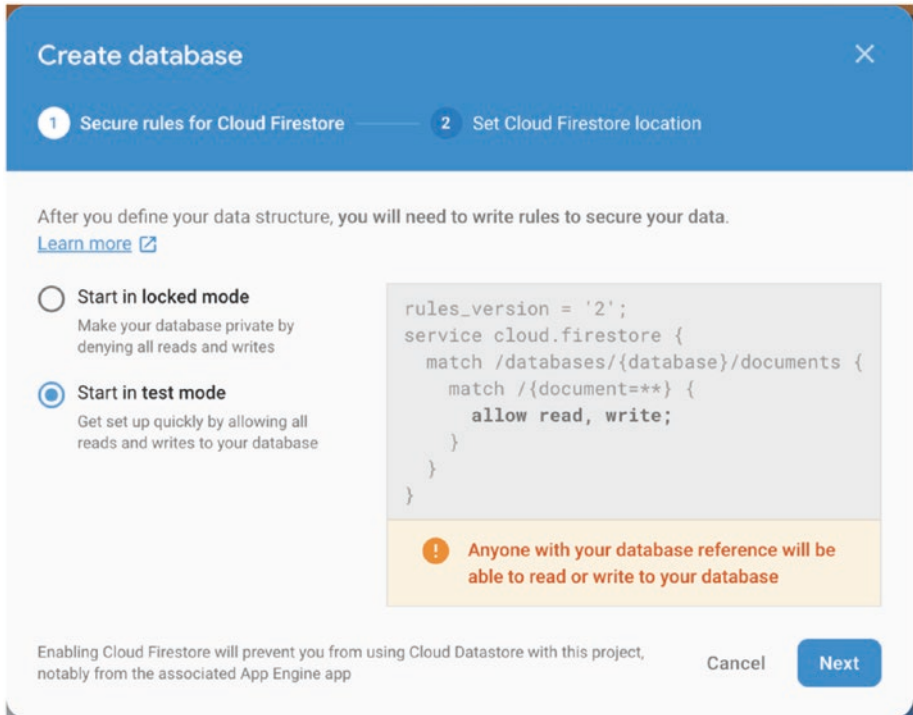 Create database
1 Secure rules for Cloud Firestore 2 Set Cloud Firestore location
After you define your data structure, you will need to write rules to secure your data.
Learn more
Start in locked mode
Make your database private by
denying all reads and writes
Start in test mode
Get set up quickly by allowing all
reads and writes to your database
rules_version = '2';
service cloud.firestore {
  match /databases/{database}/documents {
    match /{document=**} {
      allow read, write;
    }
  }
}
Anyone with your database reference will be
able to read or write to your database
Enabling Cloud Firestore will prevent you from using Cloud Datastore with this project,
notably from the associated App Engine app
Cancel
Next